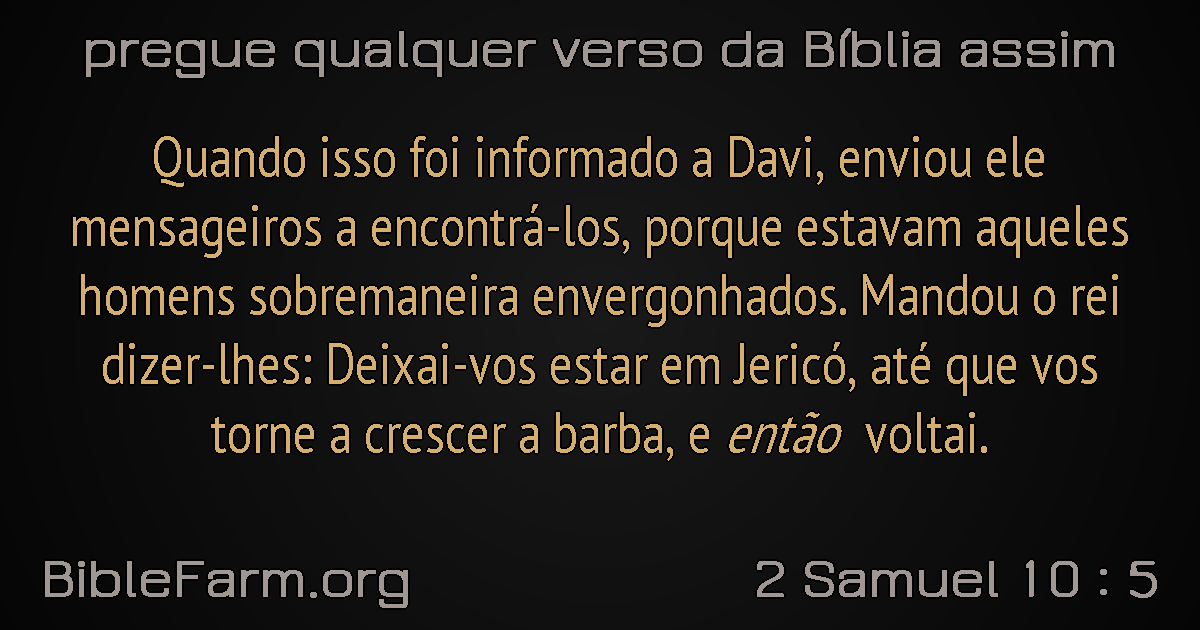 pregue qualquer verso da Bíblia assim
Quando isso foi informado a Davi, enviou ele
mensageiros a encontrá-los, porque estavam aqueles
homens sobremaneira envergonhados. Mandou o rei
dizer-lhes: Deixai-vos estar em Jericó, até que vos
torne a crescer a barba, e então voltai.
BibleFarm.org
2 Samuel 10 : 5